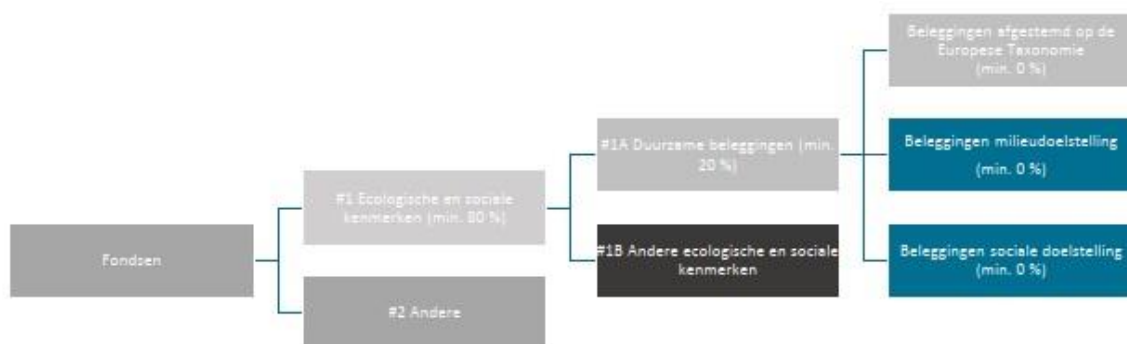 Beleggingen afgestemd op de
Europese Taxonomie
(min. 0 %)
#1A Duurzame beleggingen (min.
20 %)
Beleggingen milieudoelstelling
(min. 0 %)
#1 Ecologische en sociale
kenmerken (min. 80 %)
Fondsen
#1B Andere ecologische en sociale
kenmerken
Beleggingen sociale doelstelling
(min. 0 %)
#2 Andere